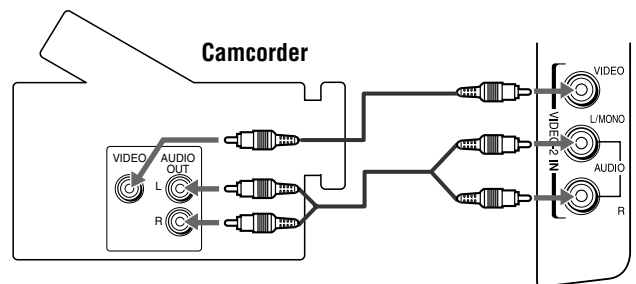 Camcorder
VIDEO
AUDIO
OUT
L
R
VIDEO
L/MONO
VIDEO-2 IN
AUDIO
R